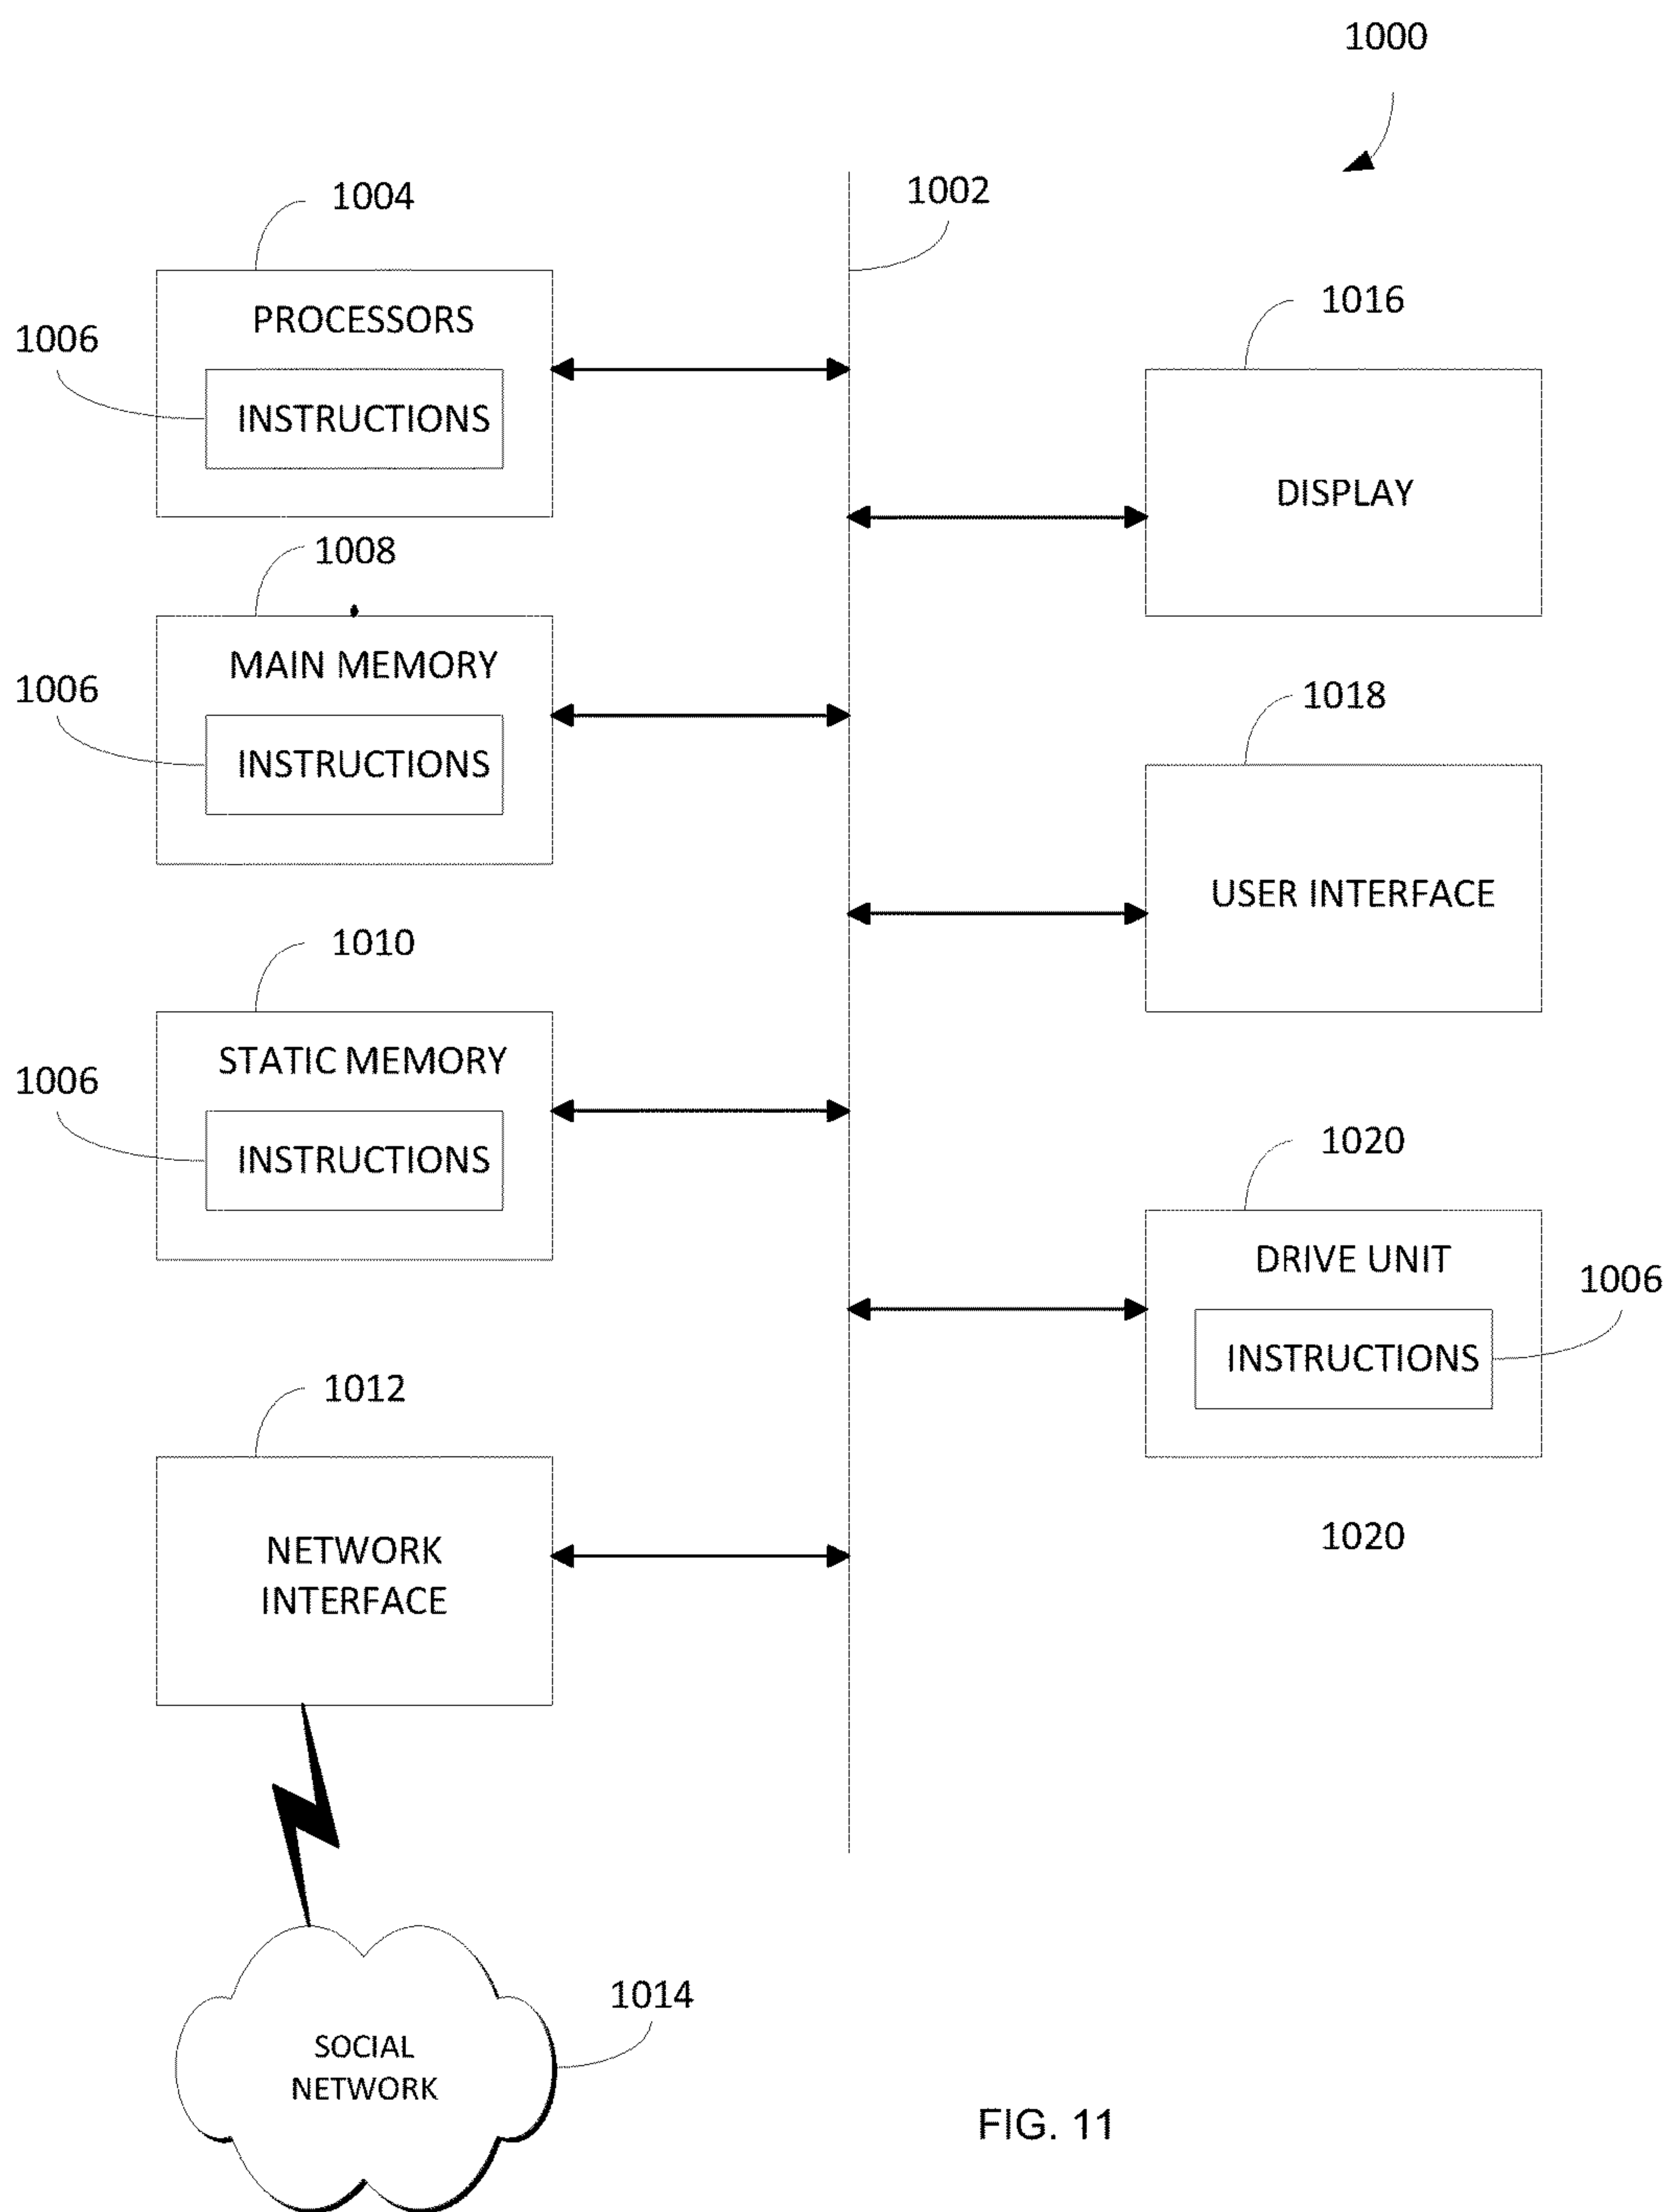 1000
1004
1002
PROCESSORS
1006
INSTRUCTIONS
1016
DISPLAY
1008
MAIN MEMORY
1006
INSTRUCTIONS
1018
USER INTERFACE
1010
STATIC MEMORY
1006
INSTRUCTIONS
1020
DRIVE UNIT
1006
INSTRUCTIONS
1012
NETWORK
INTERFACE
1020
1014
SOCIAL
NETWORK
FIG. 11